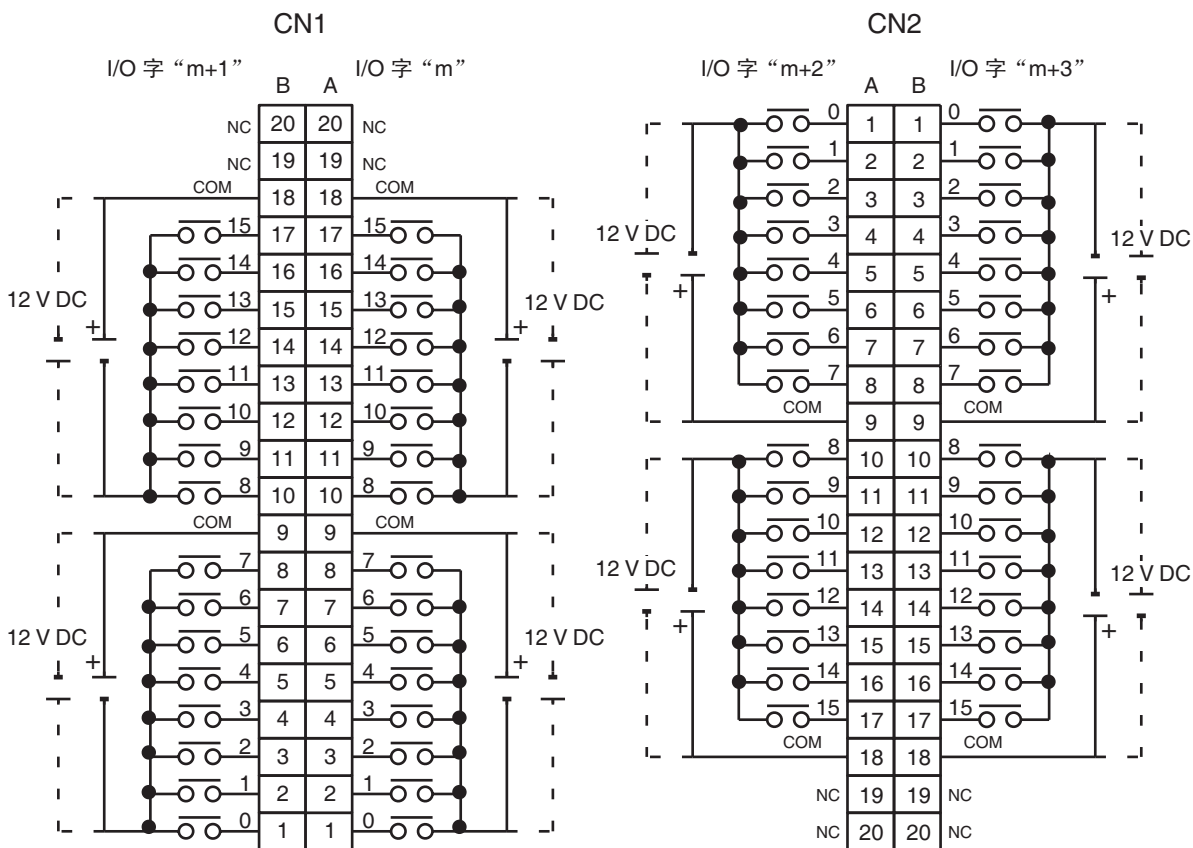 CN1
I/O 字“m+1” B A I/O 字“m”
NC 20 20 NC
NC 19 19 NC
COM 18 18 COM
15 17 17 15
14 16 16 14
13 15 15 13
12 V DC 12 V DC
+ 12 14 14 12 +
11 13 13 11
10 12 12 10
9 11 11 9
8 10 10 8
COM 9 9 COM
7 8 8 7
6 7 7 6
12 V DC 5 6 6 5 12 V DC
+ 4 5 5 4 +
3 4 4 3
2 3 3 2
1 2 2 1
0 1 1 0
CN2
I/O 字“m+2” A B I/O 字“m+3”
0 1 1 0
1 2 2 1
2 3 3 2
12 V DC 3 4 4 3 12 V DC
4 5 5 4
+ 5 6 6 5 +
6 7 7 6
7 8 8 7
COM 9 9 COM
8 10 10 8
9 11 11 9
10 12 12 10
12 V DC 11 13 13 11 12 V DC
12 14 14 12
+ 13 15 15 13 +
14 16 16 14
15 17 17 15
COM 18 18 COM
NC 19 19 NC
NC 20 20 NC